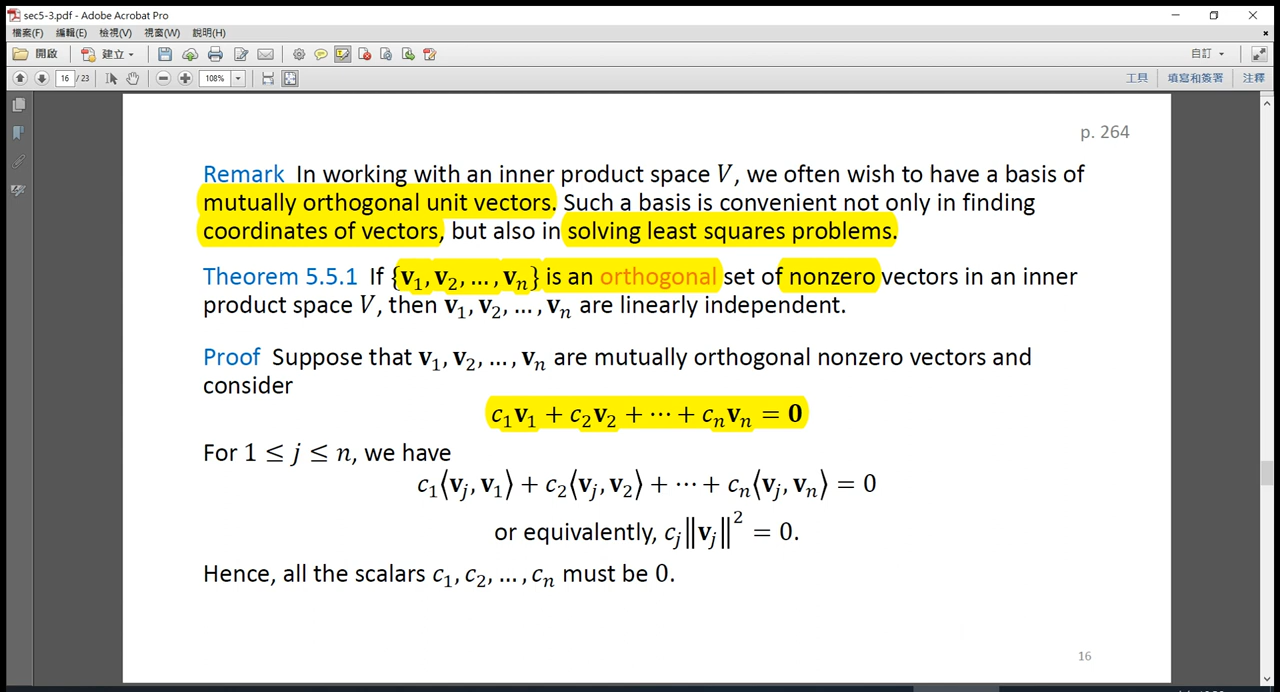 sec5-3.pdf - Adobe Acrobat Pro
檔案(F) 編輯(E) 檢視(V) 視窗(W) 說明(H)
開啟 建立 自訂
16 / 23 108% 工具 填寫和簽署 注釋
p. 264
Remark In working with an inner product space V, we often wish to have a basis of
mutually orthogonal unit vectors. Such a basis is convenient not only in finding
coordinates of vectors, but also in solving least squares problems.
Theorem 5.5.1 If {v₁, v₂, …, vₙ} is an orthogonal set of nonzero vectors in an inner
product space V, then v₁, v₂, …, vₙ are linearly independent.
Proof Suppose that v₁, v₂, …, vₙ are mutually orthogonal nonzero vectors and
consider
c₁v₁ + c₂v₂ + ⋯ + cₙvₙ = 0
For 1 ≤ j ≤ n, we have
c₁⟨vⱼ, v₁⟩ + c₂⟨vⱼ, v₂⟩ + ⋯ + cₙ⟨vⱼ, vₙ⟩ = 0
or equivalently, cⱼ‖vⱼ‖² = 0.
Hence, all the scalars c₁, c₂, …, cₙ must be 0.
16